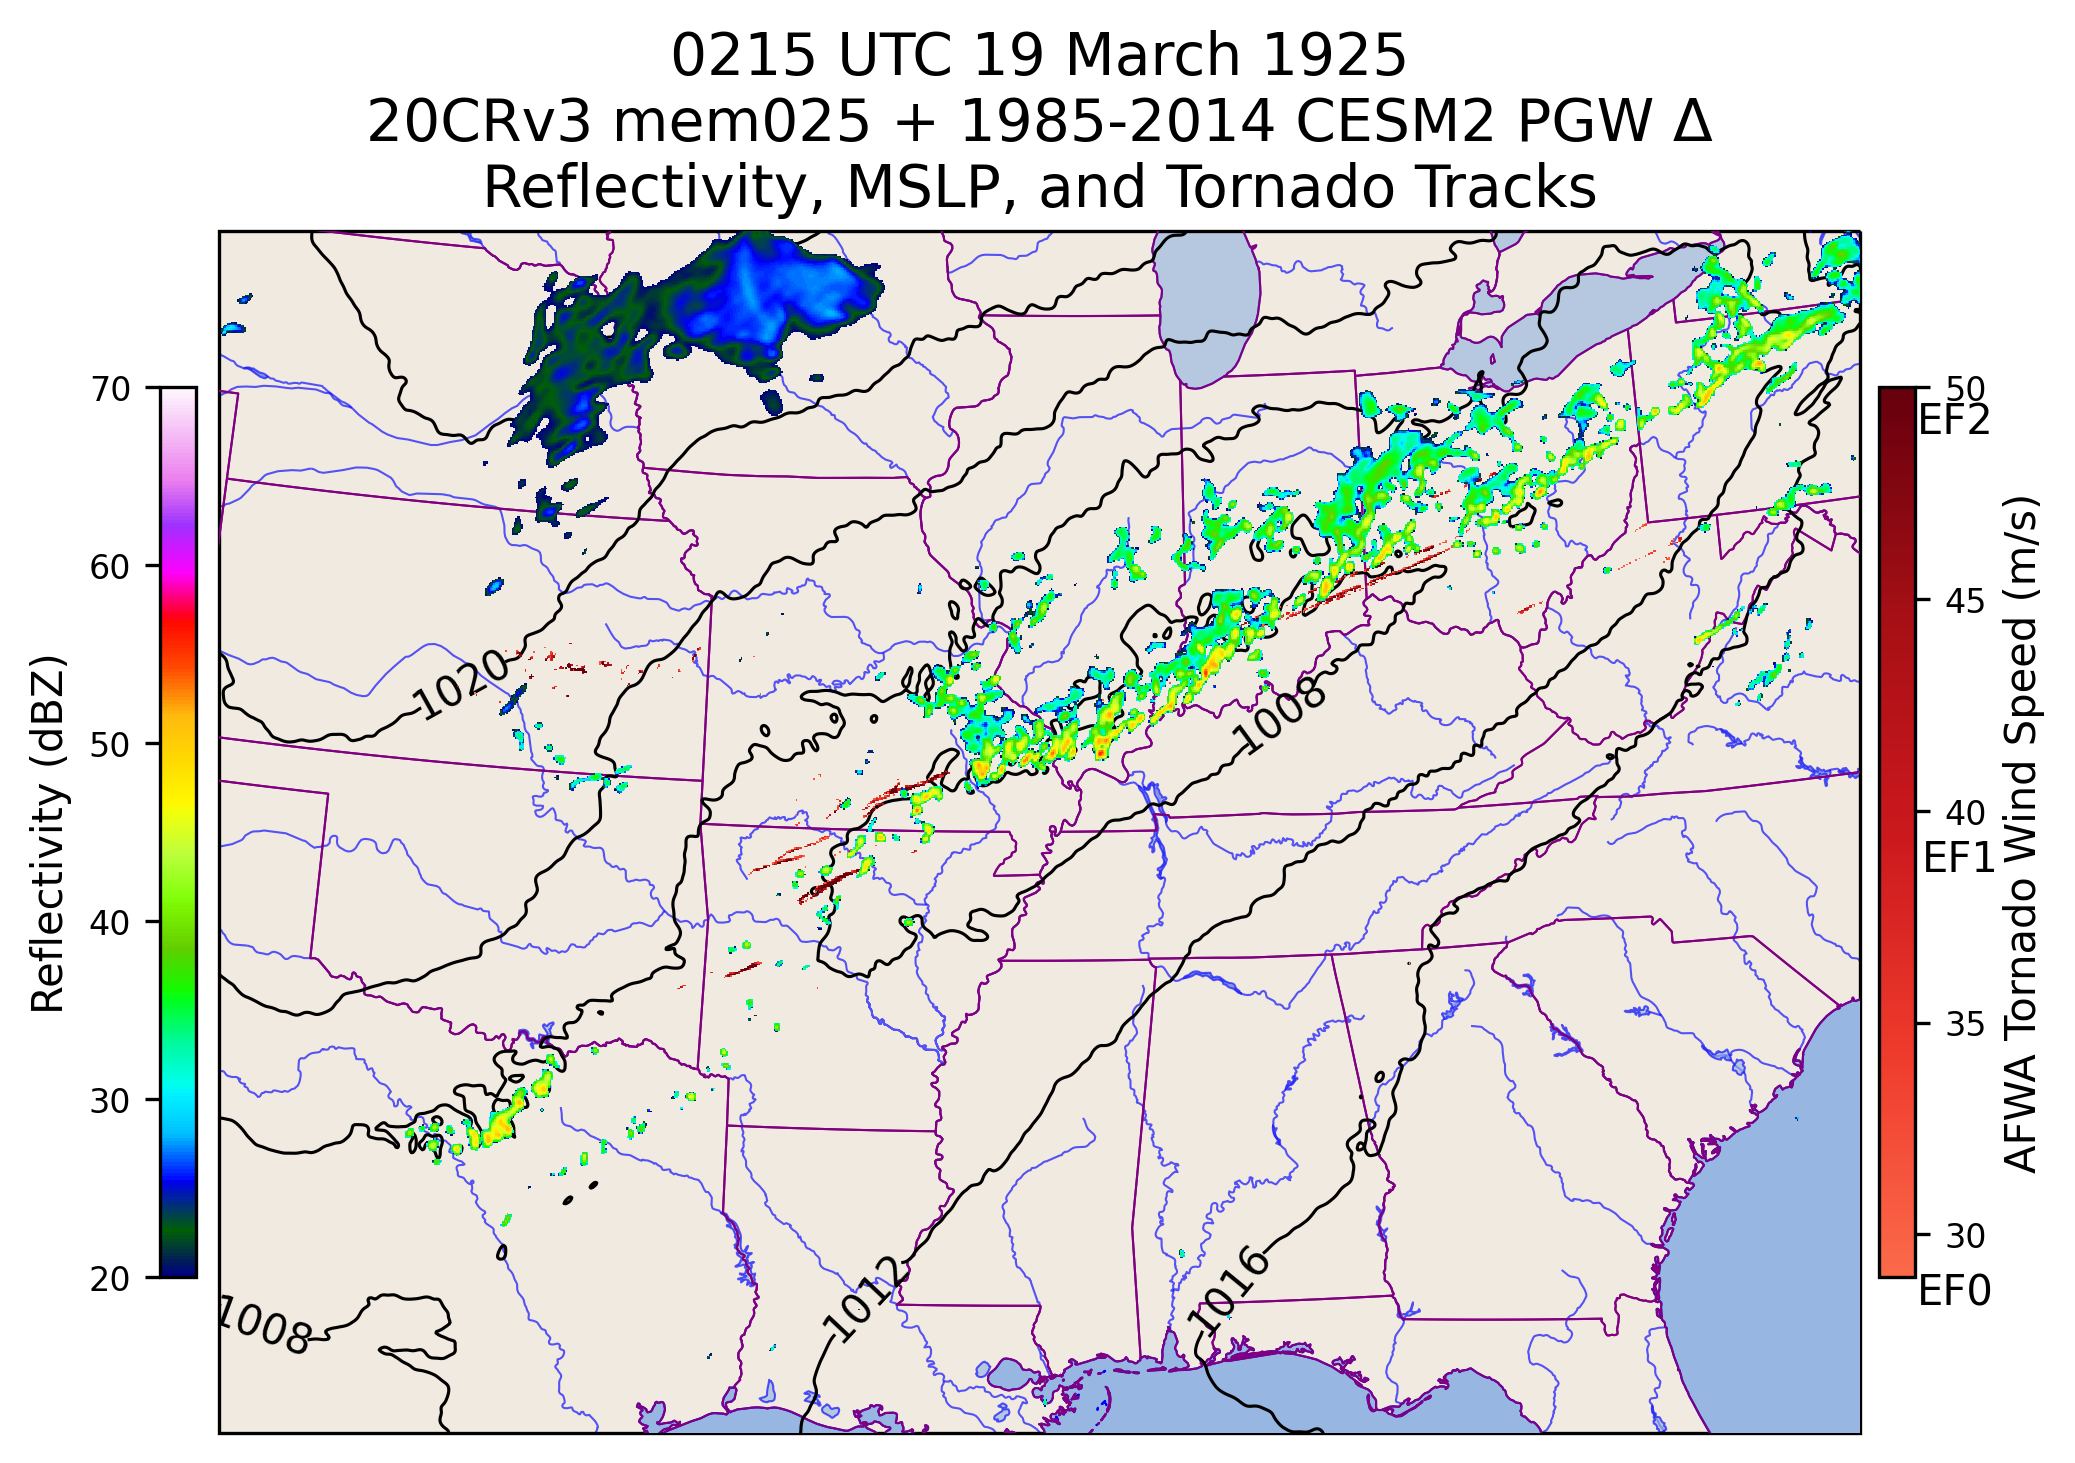 0215 UTC 19 March 1925
20CRv3 mem025 + 1985-2014 CESM2 PGW Δ
Reflectivity, MSLP, and Tornado Tracks
70
60
50
40
30
20
Reflectivity (dBZ)
1020
1008
1008
1012
1016
50
EF2
45
40
EF1
35
30
EF0
AFWA Tornado Wind Speed (m/s)